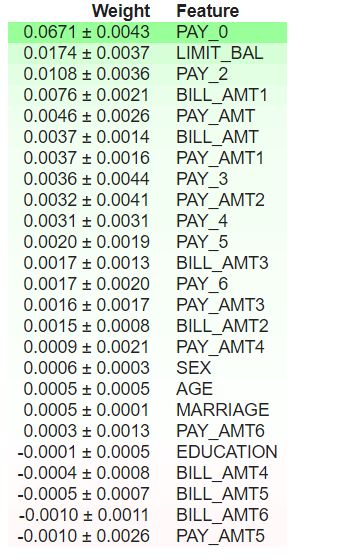 Weight Feature
0.0671 ± 0.0043 PAY_0
0.0174 ± 0.0037 LIMIT_BAL
0.0108 ± 0.0036 PAY_2
0.0076 ± 0.0021 BILL_AMT1
0.0046 ± 0.0026 PAY_AMT
0.0037 ± 0.0014 BILL_AMT
0.0037 ± 0.0016 PAY_AMT1
0.0036 ± 0.0044 PAY_3
0.0032 ± 0.0041 PAY_AMT2
0.0031 ± 0.0031 PAY_4
0.0020 ± 0.0019 PAY_5
0.0017 ± 0.0013 BILL_AMT3
0.0017 ± 0.0020 PAY_6
0.0016 ± 0.0017 PAY_AMT3
0.0015 ± 0.0008 BILL_AMT2
0.0009 ± 0.0021 PAY_AMT4
0.0006 ± 0.0003 SEX
0.0005 ± 0.0005 AGE
0.0005 ± 0.0001 MARRIAGE
0.0003 ± 0.0013 PAY_AMT6
-0.0001 ± 0.0005 EDUCATION
-0.0004 ± 0.0008 BILL_AMT4
-0.0005 ± 0.0007 BILL_AMT5
-0.0010 ± 0.0011 BILL_AMT6
-0.0010 ± 0.0026 PAY_AMT5